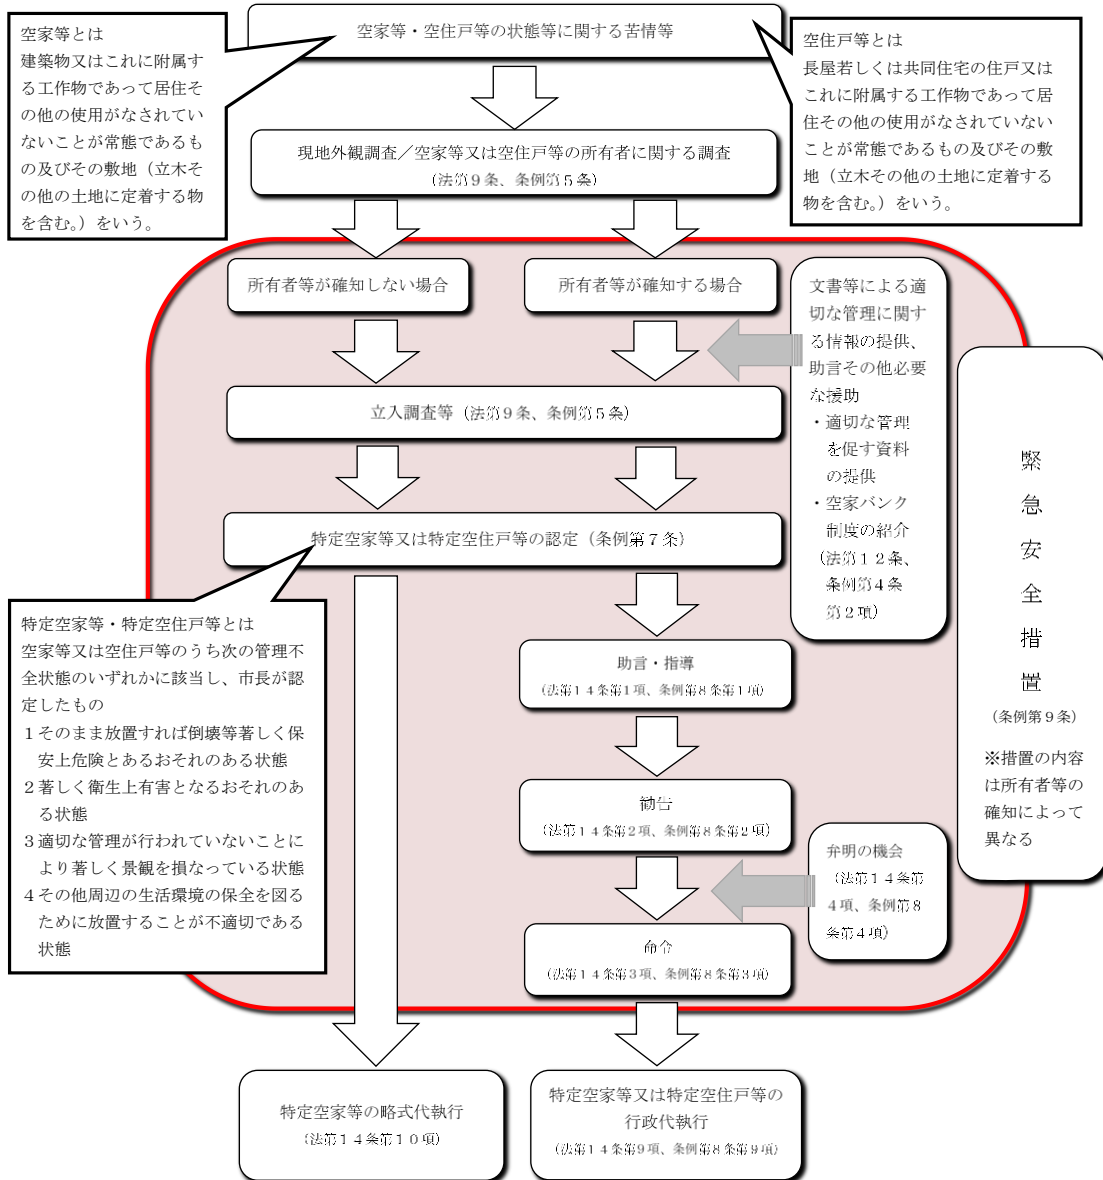 空家等・空住戸等の状態等に関する苦情等
空家等とは
建築物又はこれに附属す
る工作物であって居住そ
の他の使用がなされてい
ないことが常態であるも
の及びその敷地（立木そ
の他の土地に定着する物
を含む。）をいう。
空住戸等とは
長屋若しくは共同住宅の住戸又は
これに附属する工作物であって居
住その他の使用がなされていない
ことが常態であるもの及びその敷
地（立木その他の土地に定着する
物を含む。）をいう。
現地外観調査／空家等又は空住戸等の所有者に関する調査
（法第９条、条例第５条）
所有者等が確知しない場合
所有者等が確知する場合
文書等による適
切な管理に関す
る情報の提供、
助言その他必要
な援助
・適切な管理
を促す資料
の提供
・空家バンク
制度の紹介
（法第１２条、
条例第４条
第２項）
立入調査等（法第９条、条例第５条）
特定空家等又は特定空住戸等の認定（条例第７条）
特定空家等・特定空住戸等とは
空家等又は空住戸等のうち次の管理不
全状態のいずれかに該当し、市長が認
定したもの
１そのまま放置すれば倒壊等著しく保
安上危険とあるおそれのある状態
２著しく衛生上有害となるおそれのあ
る状態
３適切な管理が行われていないことに
より著しく景観を損なっている状態
４その他周辺の生活環境の保全を図る
ために放置することが不適切である
状態
助言・指導
（法第１４条第１項、条例第８条第１項）
勧告
（法第１４条第２項、条例第８条第２項）
弁明の機会
（法第１４条第
４項、条例第８
条第４項）
命令
（法第１４条第３項、条例第８条第３項）
緊急安全措置
（条例第９条）
※措置の内容
は所有者等の
確知によって
異なる
特定空家等の略式代執行
（法第１４条第１０項）
特定空家等又は特定空住戸等の
行政代執行
（法第１４条第９項、条例第８条第９項）